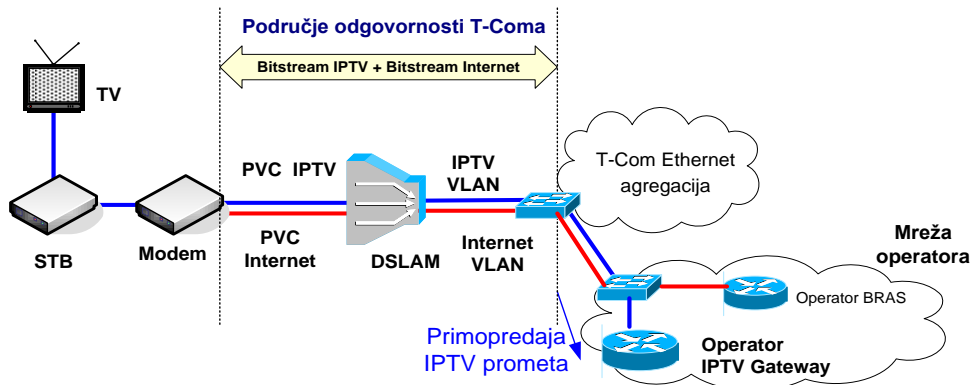 Područje odgovornosti T-Coma
Bitstream IPTV + Bitstream Internet
TV
PVC IPTV
IPTV
VLAN
T-Com Ethernet
agregacija
STB
Modem
PVC
Internet
DSLAM
Internet
VLAN
Mreža
operatora
Operator BRAS
Primopredaja
IPTV prometa
Operator
IPTV Gateway